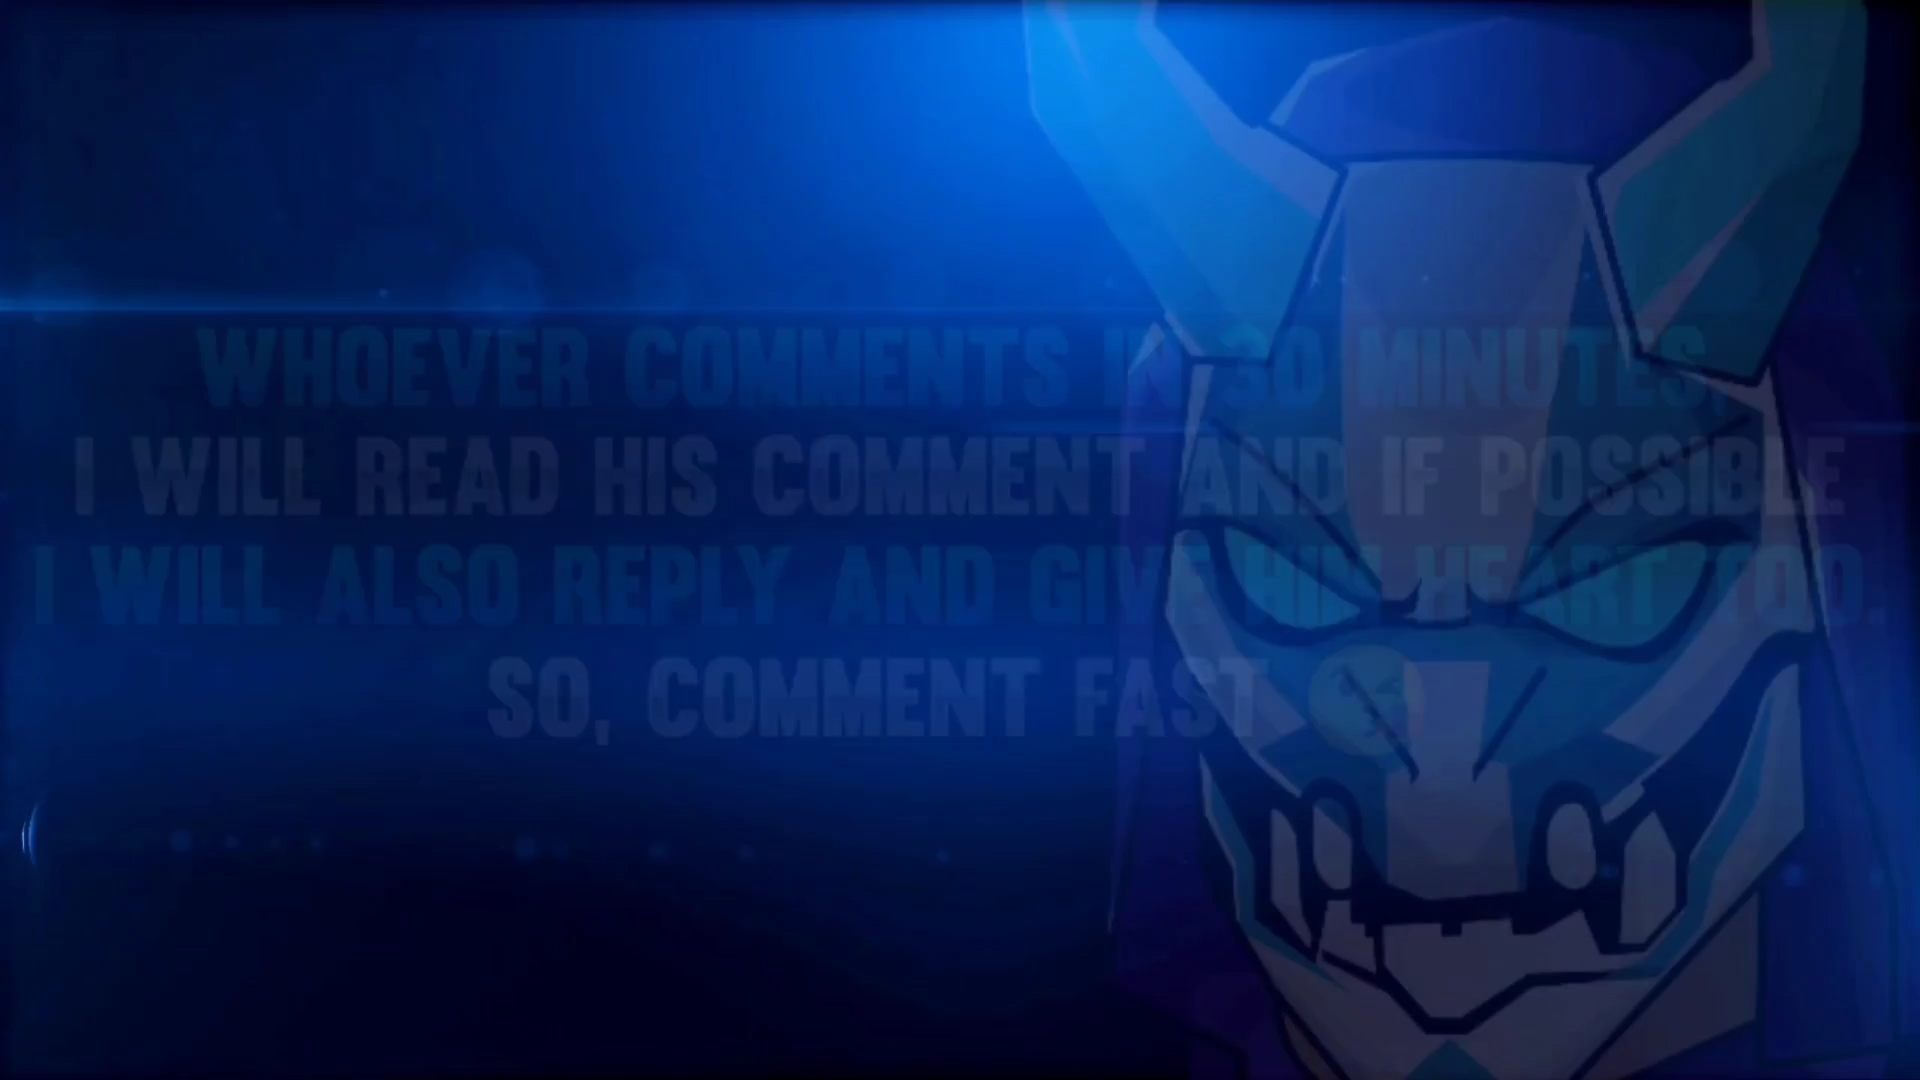 WHOEVER COMMENTS IN 30 MINUTES,
I WILL READ HIS COMMENT AND IF POSSIBLE
I WILL ALSO REPLY AND GIVE HIM HEART TOO.
SO, COMMENT FAST